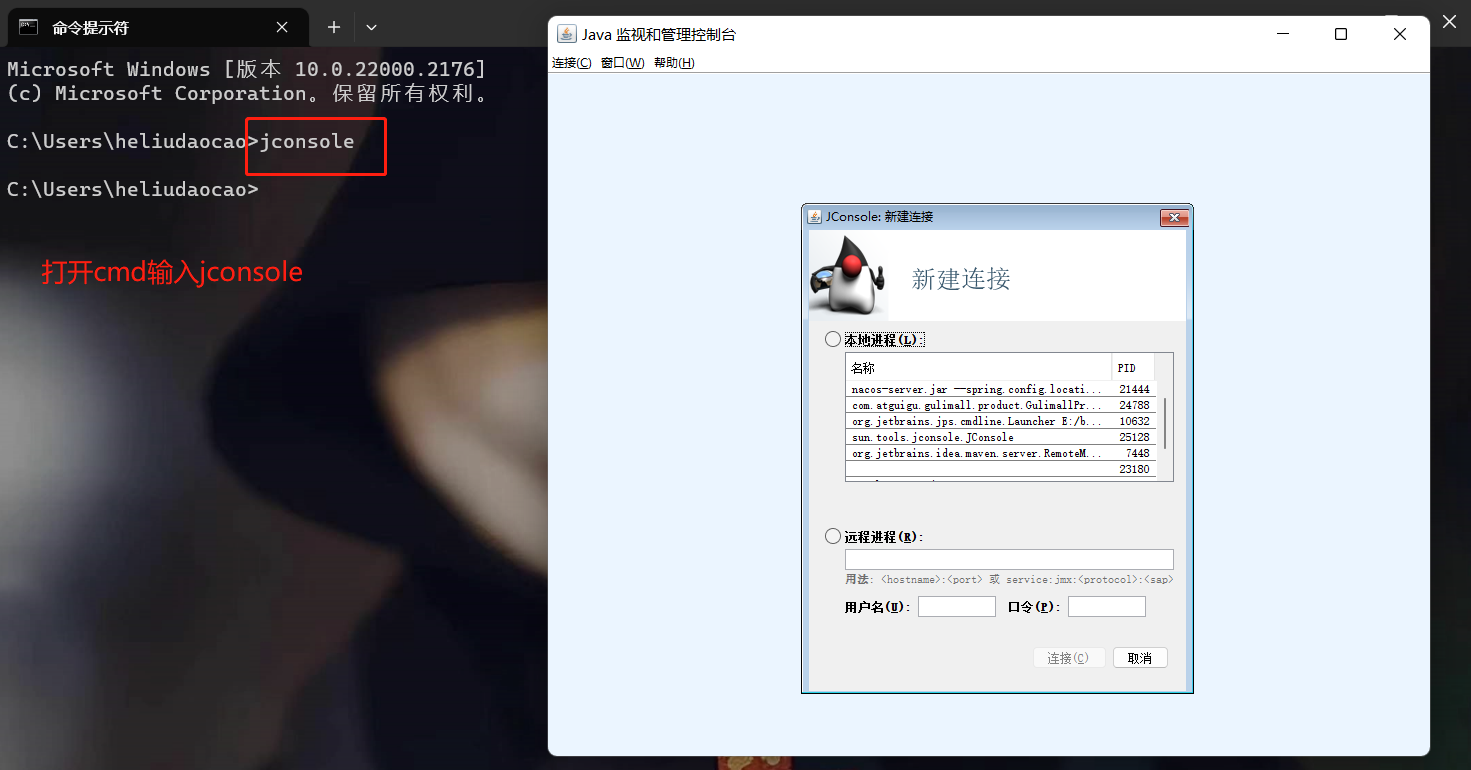 命令提示符
Microsoft Windows [版本 10.0.22000.2176]
(c) Microsoft Corporation。保留所有权利。
C:\Users\heliudaocao>jconsole
C:\Users\heliudaocao>
打开cmd输入jconsole
Java 监视和管理控制台
连接(C) 窗口(W) 帮助(H)
JConsole: 新建连接
新建连接
本地进程(L):
名称 PID
nacos-server.jar --spring.config.locati... 21444
com.atguigu.gulimall.product.GulimallPr... 24788
org.jetbrains.jps.cmdline.Launcher E:/b... 10632
sun.tools.jconsole.JConsole 25128
org.jetbrains.idea.maven.server.RemoteM... 7448
23180
远程进程(R):
用法: <hostname>:<port> 或 service:jmx:<protocol>:<sap>
用户名(U): 口令(P):
连接(C) 取消